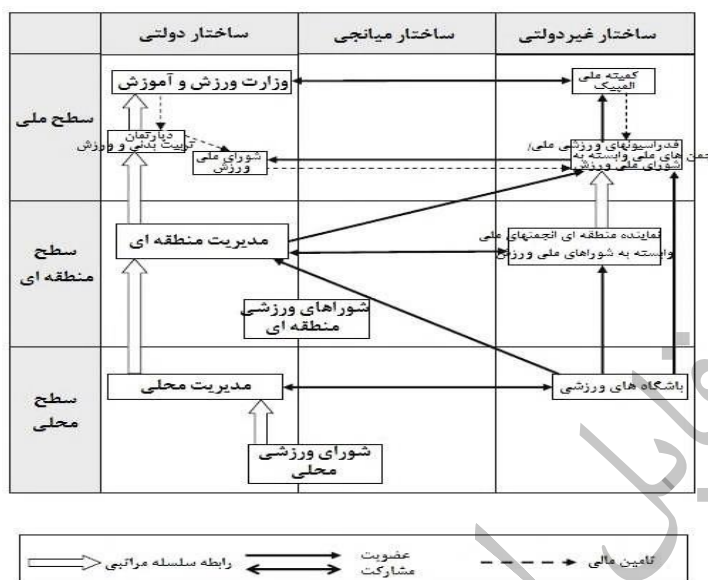 ساختار دولتی
ساختار میانجی
ساختار غیردولتی
سطح ملی
وزارت ورزش و آموزش
کمیته ملی
المپیک
دپارتمان
تربیت بدنی و ورزش
شورای ملی
ورزش
فدراسیونهای ورزشی ملی/
های ملی وابسته به
شورای ملی ورزش
سطح
منطقه ای
مدیریت منطقه ای
نماینده منطقه ای انجمنهای ملی
وابسته به شوراهای ملی ورزش
شوراهای ورزشی
منطقه ای
سطح
محلی
مدیریت محلی
باشگاه های ورزشی
شورای ورزشی
محلی
رابطه سلسله مراتبی
عضویت
مشارکت
تامین مالی